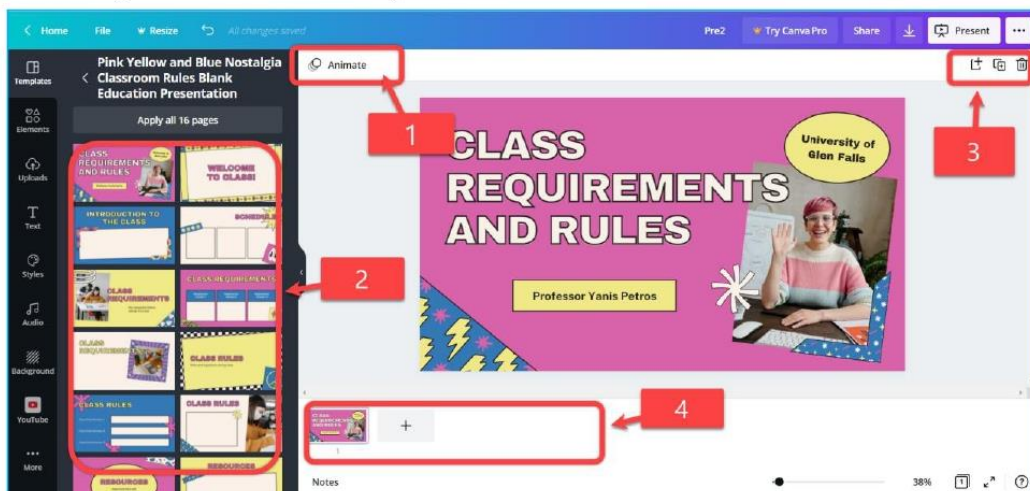 Home File Resize All changes saved Pre2 Try Canva Pro Share Present
Templates
Elements
Uploads
Text
Styles
Audio
Background
YouTube
More
Pink Yellow and Blue Nostalgia
Classroom Rules Blank
Education Presentation
Apply all 16 pages
CLASS
REQUIREMENTS
AND RULES
WELCOME
TO CLASS!
INTRODUCTION TO
THE CLASS
SCHEDULE
CLASS
REQUIREMENTS
CLASS REQUIREMENTS
CLASS
REQUIREMENTS
CLASS RULES
CLASS RULES
CLASS RULES
RESOURCES
RESOURCES
Animate
1
2
3
4
CLASS
REQUIREMENTS
AND RULES
University of
Glen Falls
Professor Yanis Petros
+
1
Notes
38%
1
?